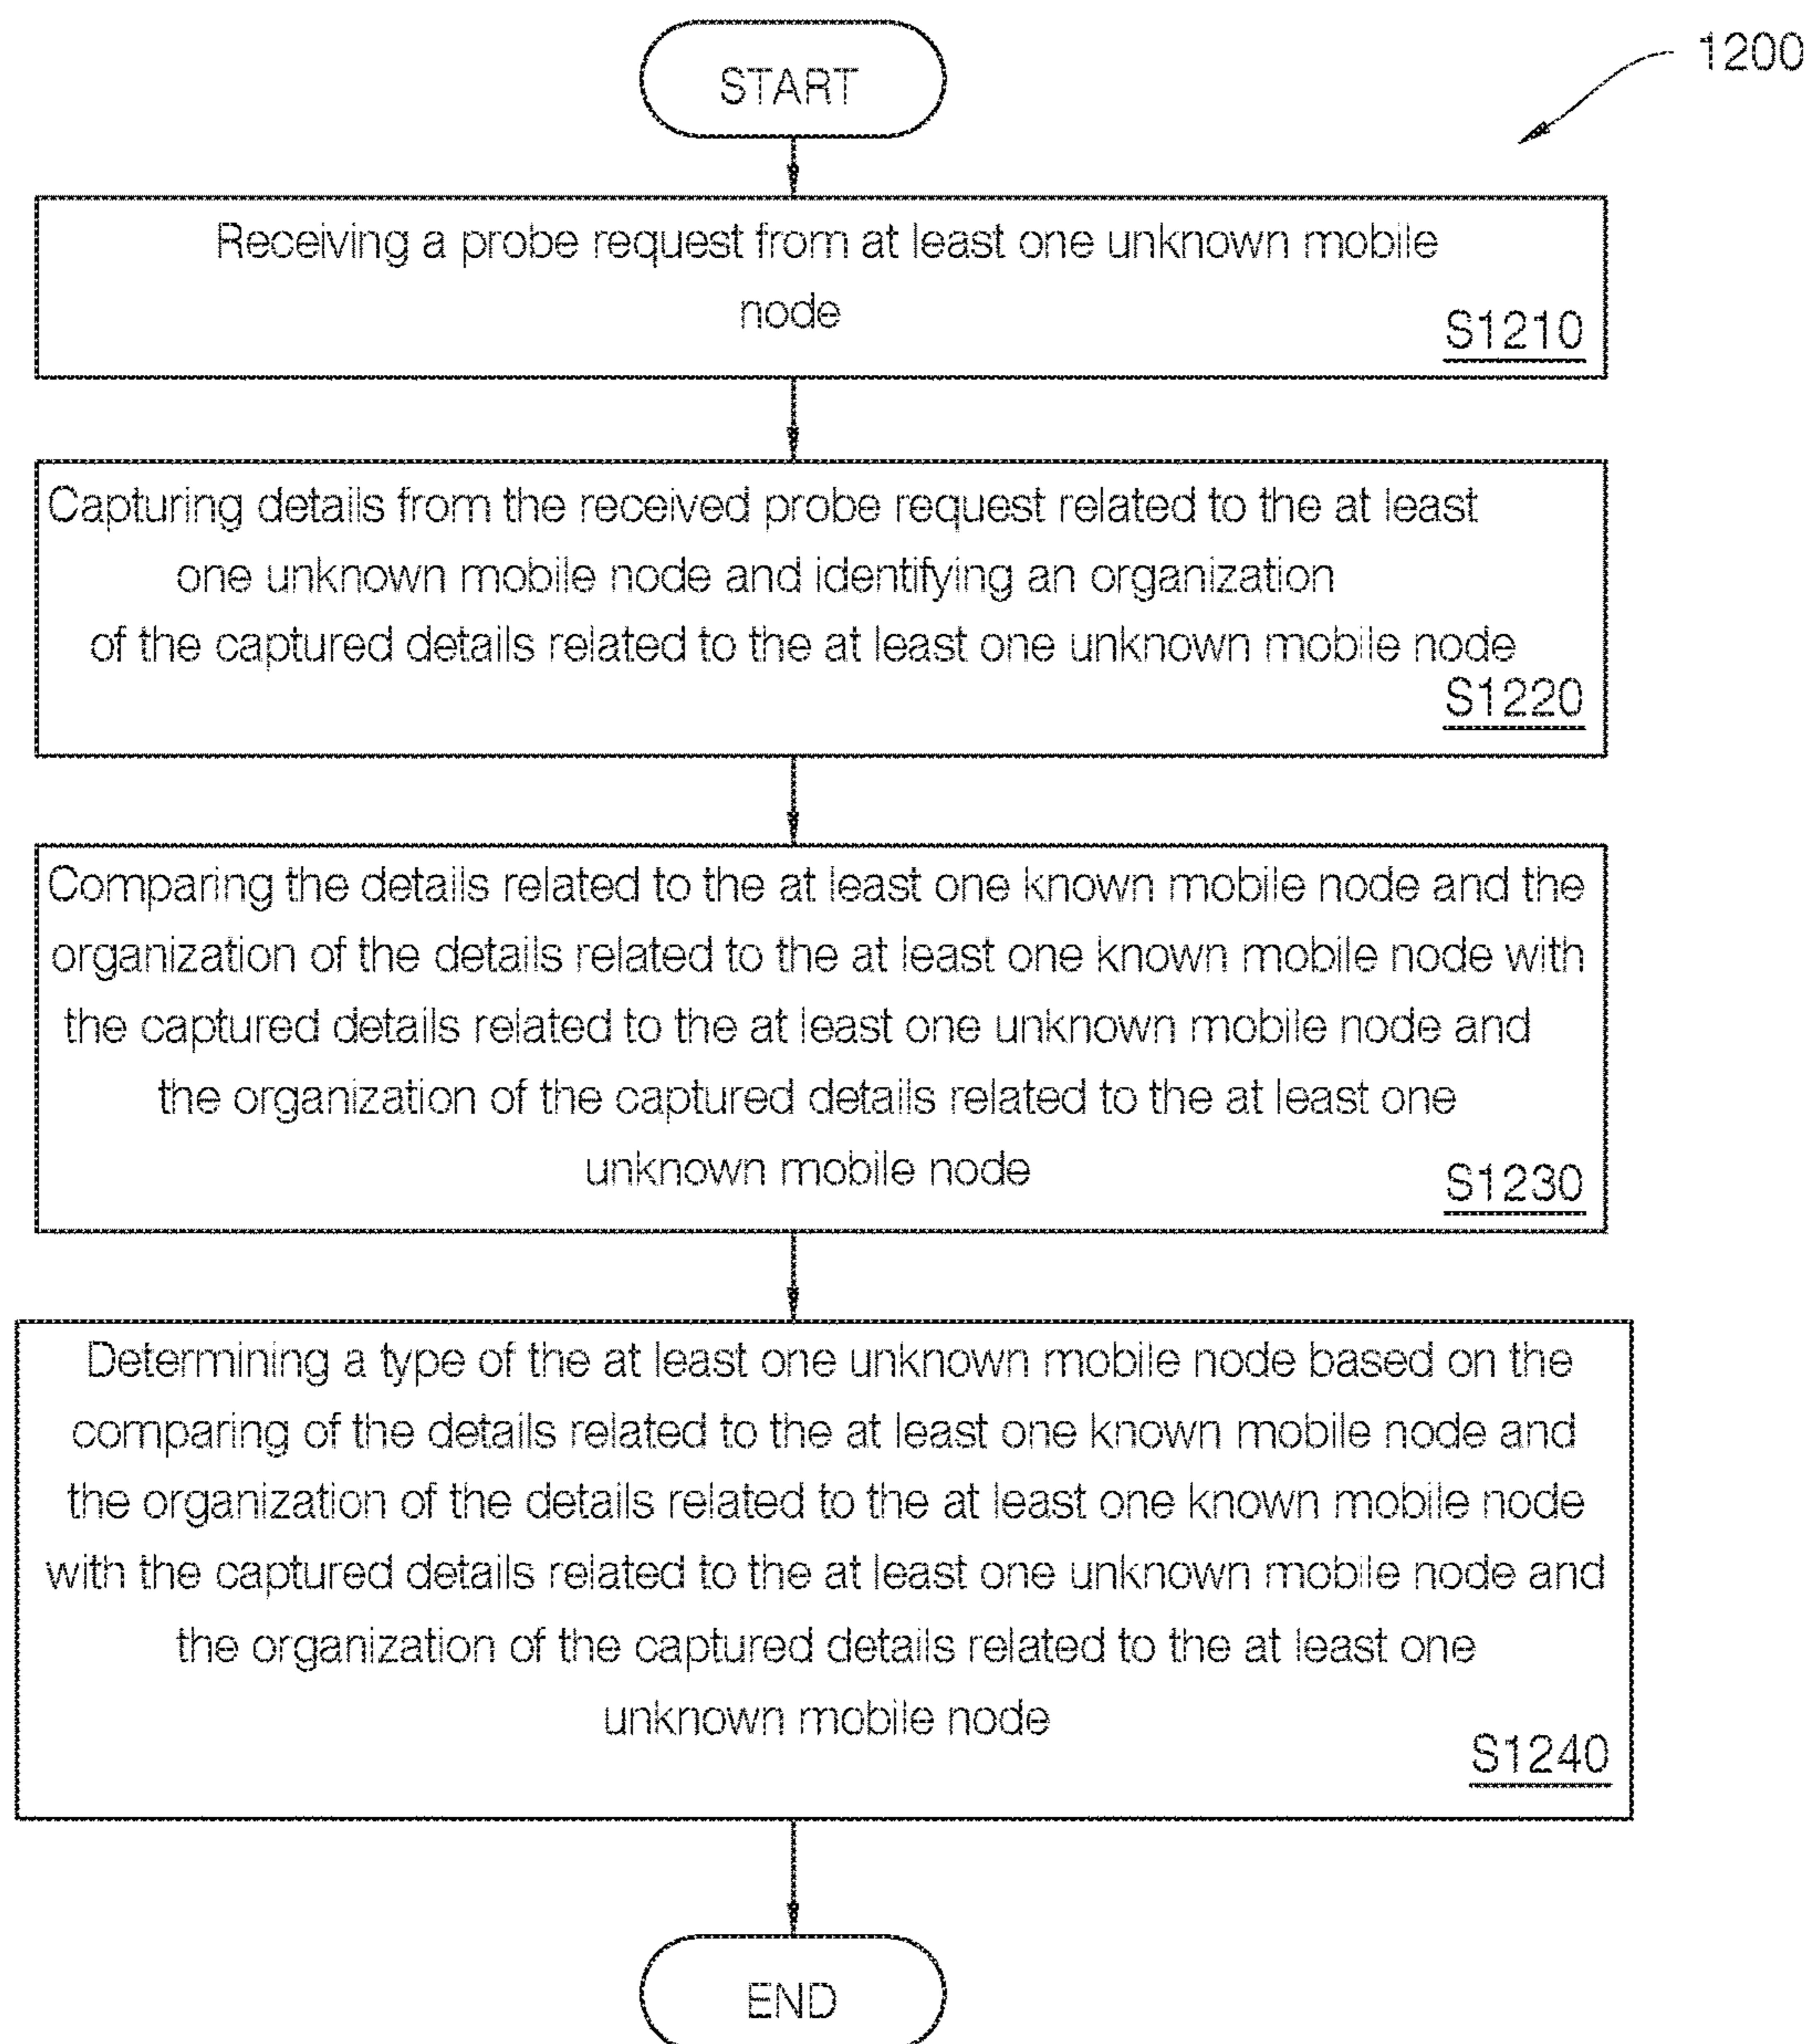 START
1200
Receiving a probe request from at least one unknown mobile
node
S1210
Capturing details from the received probe request related to the at least
one unknown mobile node and identifying an organization
of the captured details related to the at least one unknown mobile node
S1220
Comparing the details related to the at least one known mobile node and the
organization of the details related to the at least one known mobile node with
the captured details related to the at least one unknown mobile node and
the organization of the captured details related to the at least one
unknown mobile node
S1230
Determining a type of the at least one unknown mobile node based on the
comparing of the details related to the at least one known mobile node and
the organization of the details related to the at least one known mobile node
with the captured details related to the at least one unknown mobile node and
the organization of the captured details related to the at least one
unknown mobile node
S1240
END